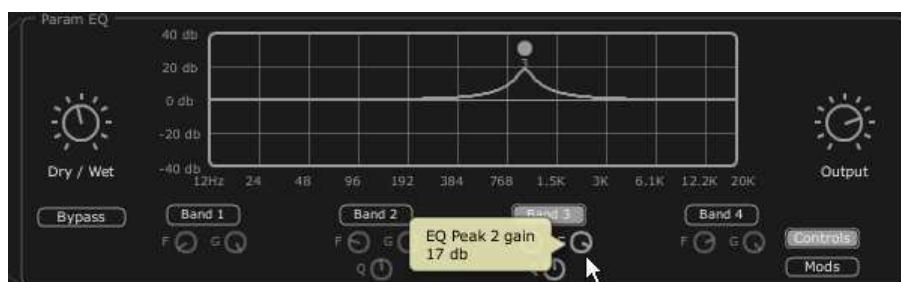 Param EQ
40 db
20 db
3
0 db
-20 db
-40 db
12Hz 24 48 96 192 384 768 1.5K 3K 6.1K 12.2K 20K
Dry / Wet
Output
Bypass
Band 1
Band 2
Band 3
Band 4
F G
F G
F G
Q
Q
EQ Peak 2 gain
17 db
Controls
Mods